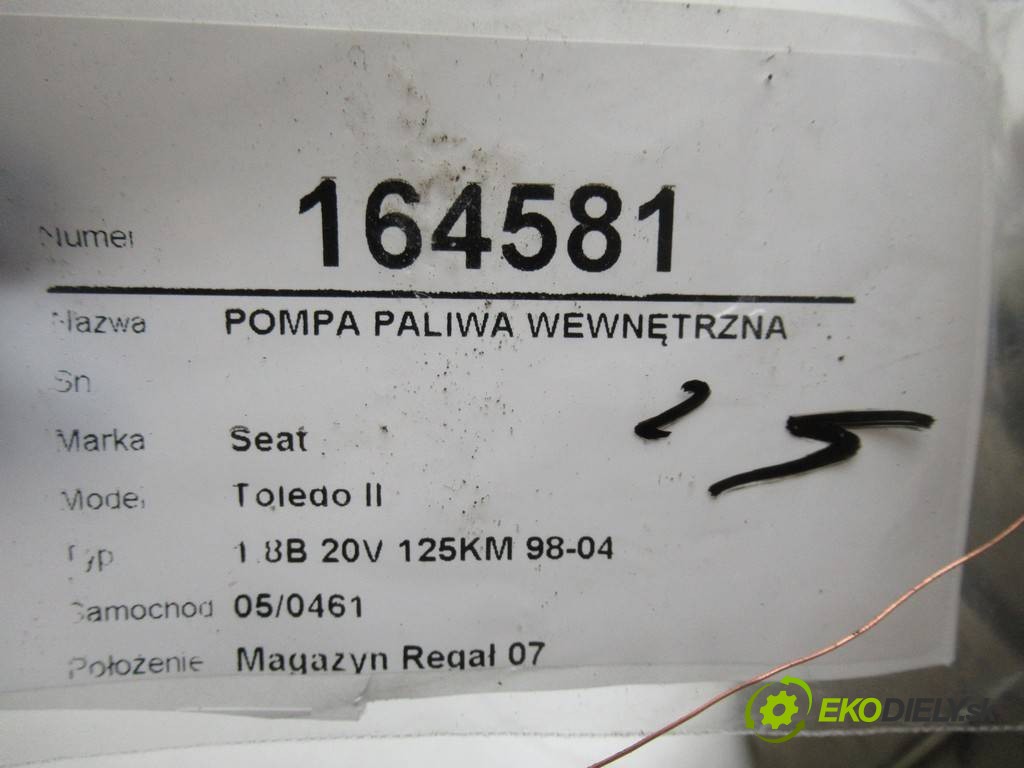 Numer 164581
Nazwa POMPA PALIWA WEWNĘTRZNA
Sn
Marka Seat
Model Toledo II
Typ 1.8B 20V 125KM 98-04
Samochod 05/0461
Położenie Magazyn Regał 07
EKODIELY.sk